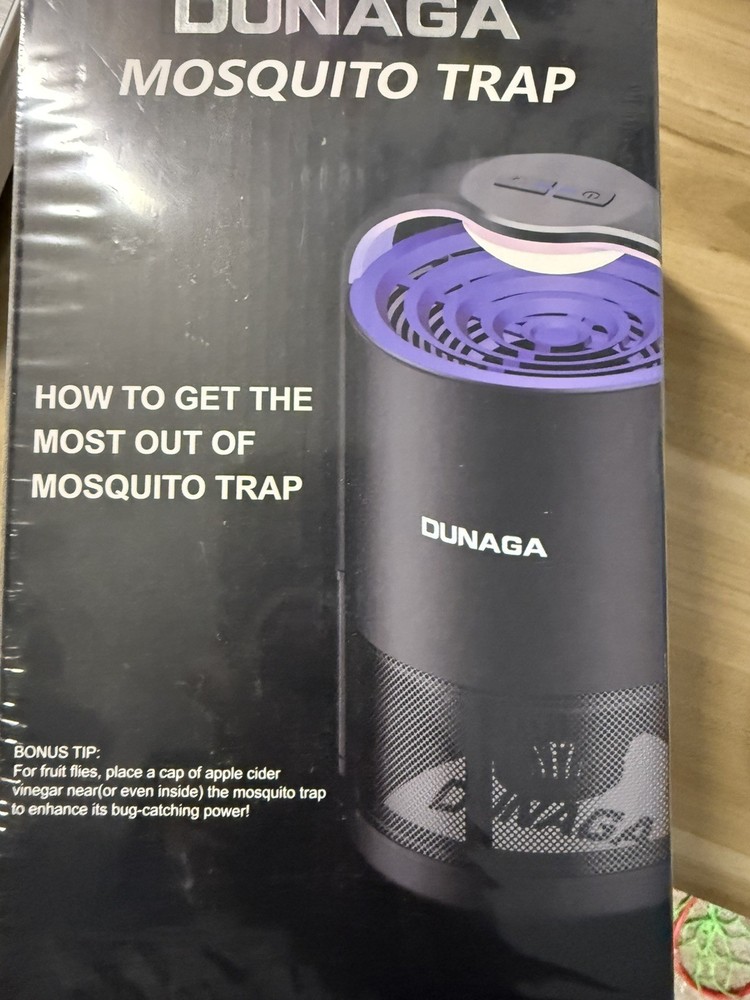 DUNAGA
MOSQUITO TRAP
HOW TO GET THE
MOST OUT OF
MOSQUITO TRAP
DUNAGA
BONUS TIP:
For fruit flies, place a cap of apple cider
vinegar near(or even inside) the mosquito trap
to enhance its bug-catching power!
DUNAGA